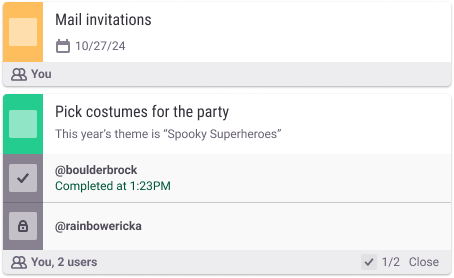 Mail invitations
10/27/24
You
Pick costumes for the party
This year's theme is “Spooky Superheroes”
@boulderbrock
Completed at 1:23PM
@rainbowericka
You, 2 users 1/2 Close